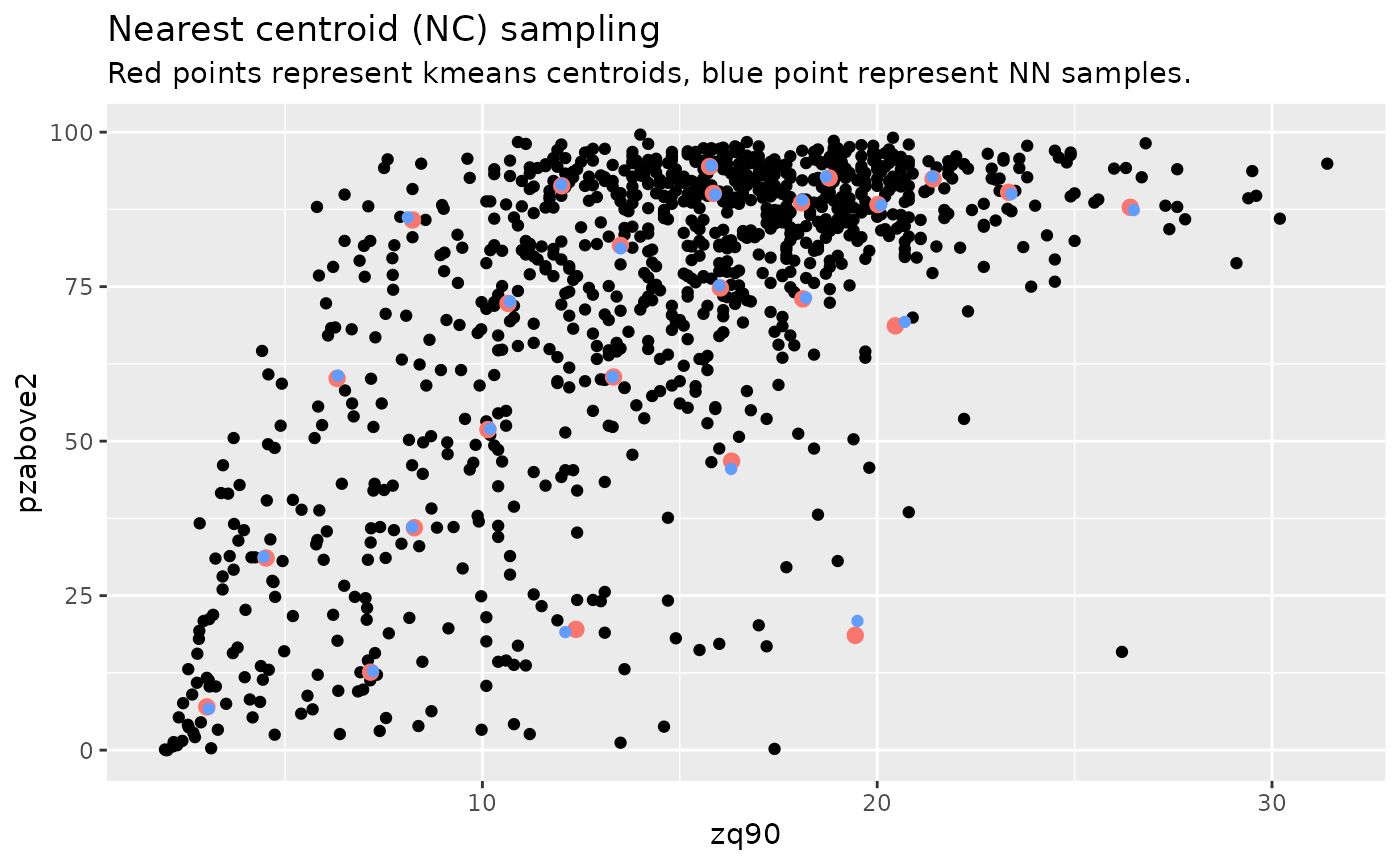 Nearest centroid (NC) sampling
Red points represent kmeans centroids, blue point represent NN samples.
100
75
50
25
0
pzabove2
10 20 30
zq90